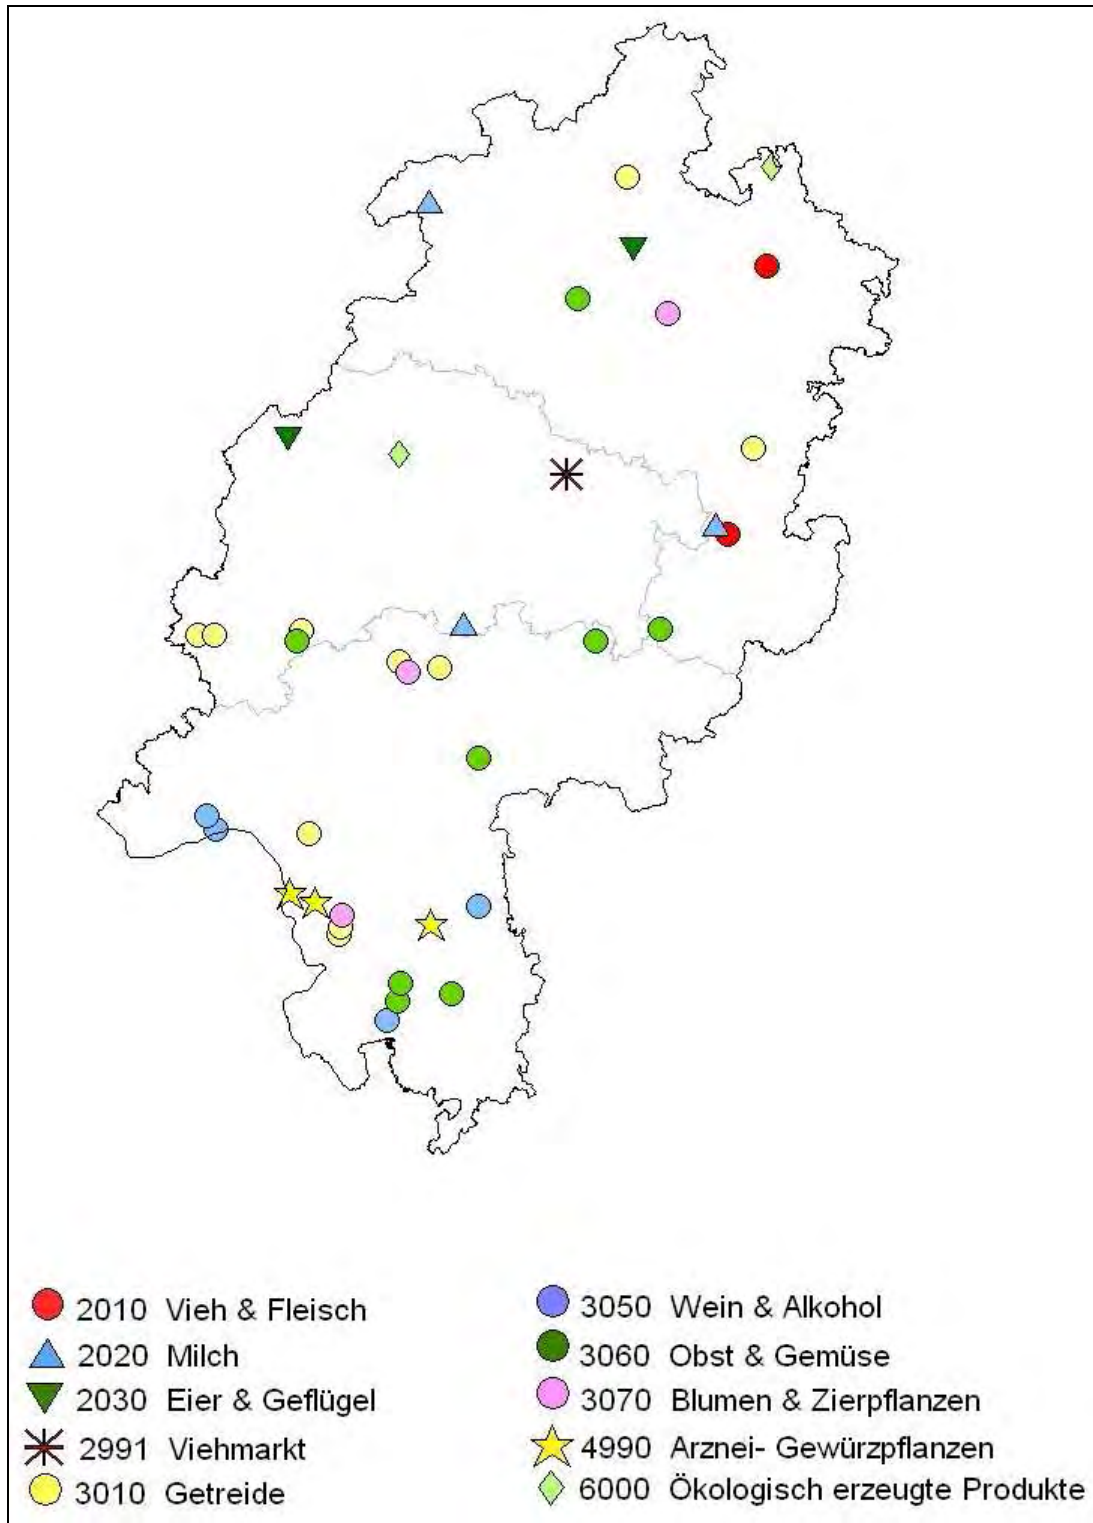 2010 Vieh & Fleisch
2020 Milch
2030 Eier & Geflügel
2991 Viehmarkt
3010 Getreide
3050 Wein & Alkohol
3060 Obst & Gemüse
3070 Blumen & Zierpflanzen
4990 Arznei- Gewürzpflanzen
6000 Ökologisch erzeugte Produkte